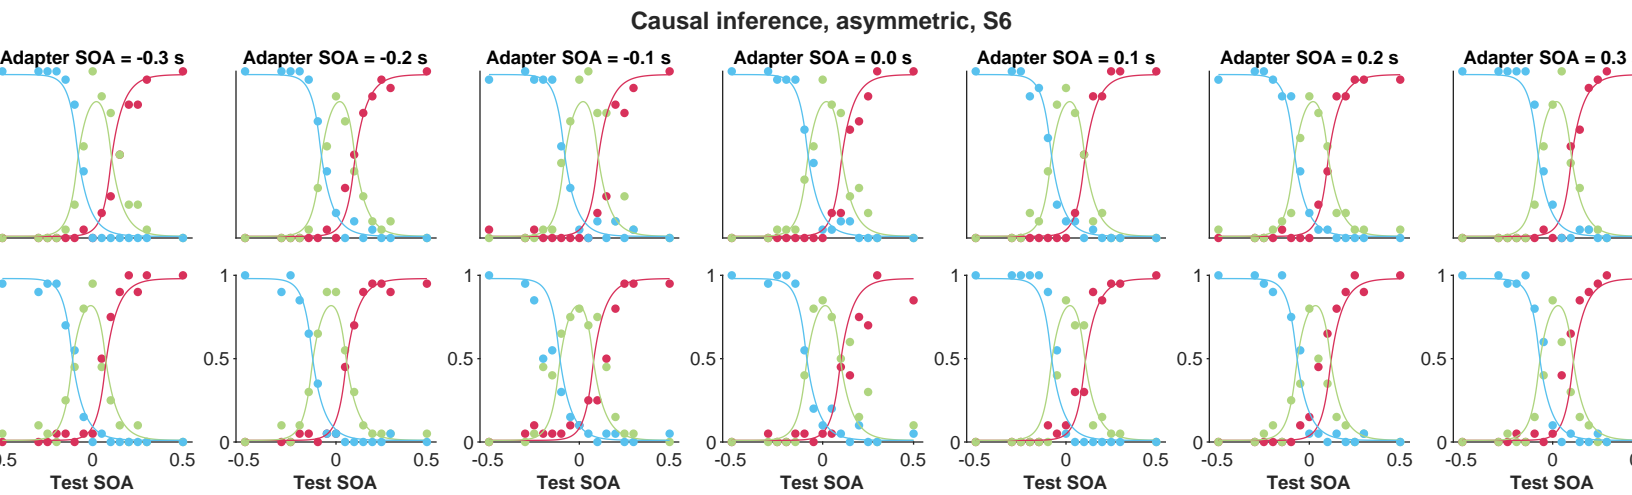 Causal inference, asymmetric, S6
Adapter SOA = -0.3 s
Adapter SOA = -0.2 s
Adapter SOA = -0.1 s
Adapter SOA = 0.0 s
Adapter SOA = 0.1 s
Adapter SOA = 0.2 s
Adapter SOA = 0.3
1 1 1 1 1 1
0.5 0.5 0.5 0.5 0.5 0.5
0 0 0 0 0 0
0.5 0 0.5 -0.5 0 0.5 -0.5 0 0.5 -0.5 0 0.5 -0.5 0 0.5 -0.5 0 0.5 -0.5 0
Test SOA Test SOA Test SOA Test SOA Test SOA Test SOA Test SOA